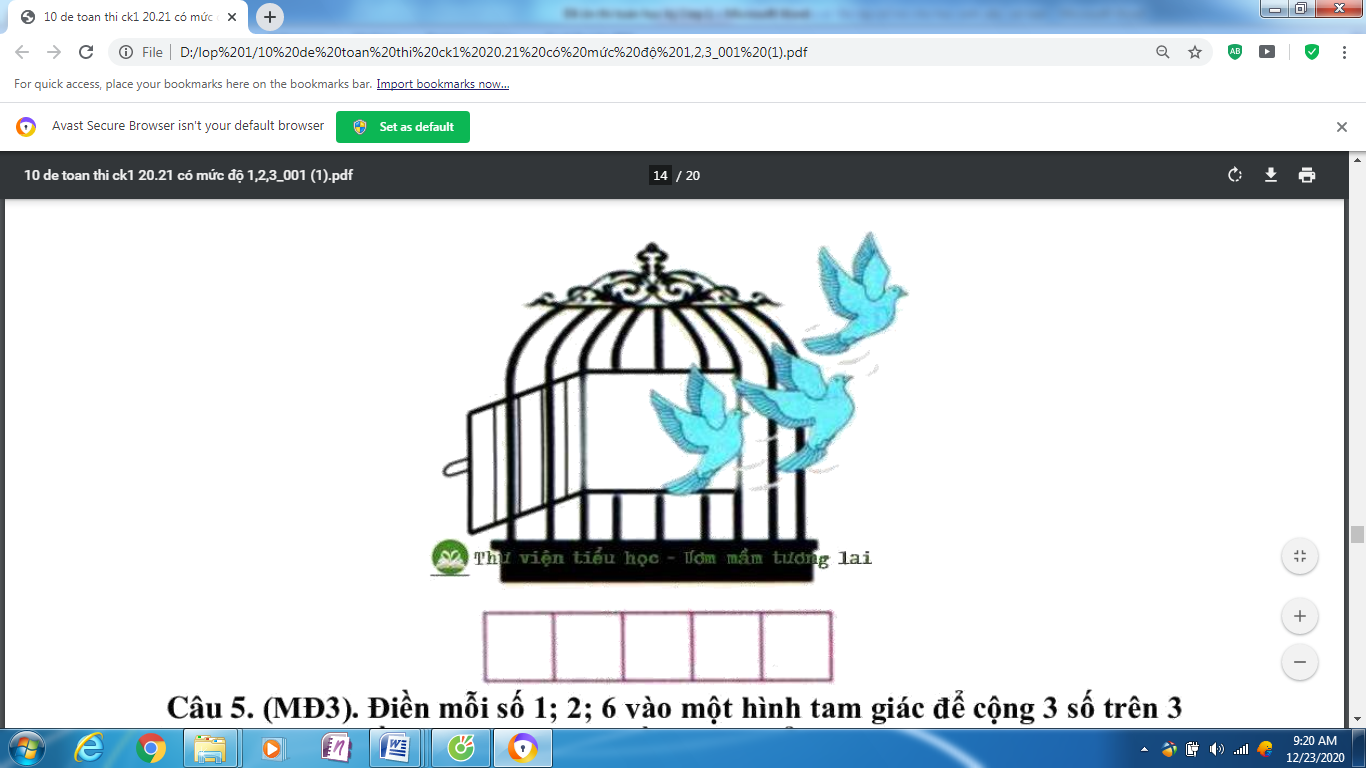 10 de toan thi ck1 20.21 có mức
File
D:/lop%201/10%20de%20toan%20thi%20ck1%2020.21%20có%20mức%20độ%201,2,3_001%20(1).pdf
For quick access, place your bookmarks here on the bookmarks bar. Import bookmarks now...
Avast Secure Browser isn't your default browser
Set as default
10 de toan thi ck1 20.21 có mức độ 1,2,3_001 (1).pdf
14 / 20
Thư viện tiểu học - Ươm mầm tương lai
Câu 5. (MĐ3). Điền mỗi số 1; 2; 6 vào một hình tam giác để cộng 3 số trên 3
9:20 AM
12/23/2020